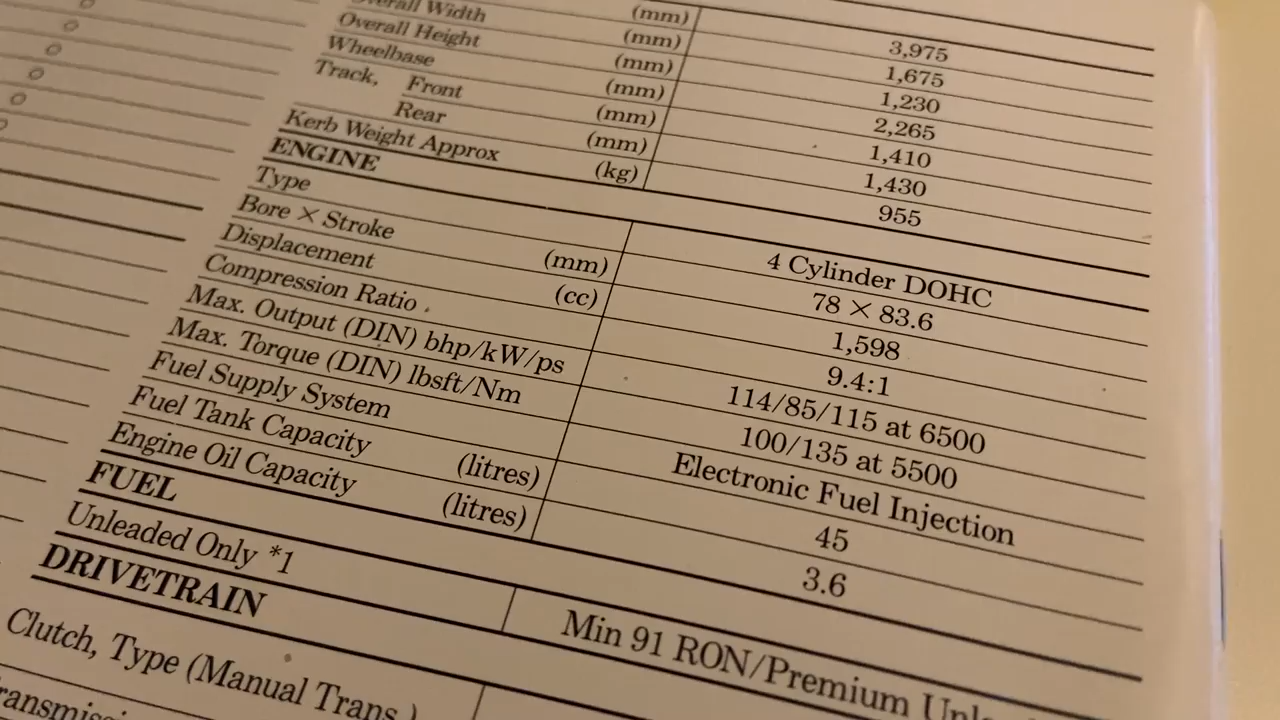 (mm) 3,975
Overall Width (mm) 1,675
Overall Height (mm) 1,230
Wheelbase (mm) 2,265
Track, Front (mm) 1,410
Rear (mm) 1,430
Kerb Weight Approx (kg) 955
ENGINE
Type 4 Cylinder DOHC
Bore × Stroke (mm) 78 × 83.6
Displacement (cc) 1,598
Compression Ratio 9.4:1
Max. Output (DIN) bhp/kW/ps 114/85/115 at 6500
Max. Torque (DIN) lbsft/Nm 100/135 at 5500
Fuel Supply System Electronic Fuel Injection
Fuel Tank Capacity (litres) 45
Engine Oil Capacity (litres) 3.6
FUEL
Unleaded Only *1 Min 91 RON/Premium
DRIVETRAIN
Clutch, Type (Manual Trans.)